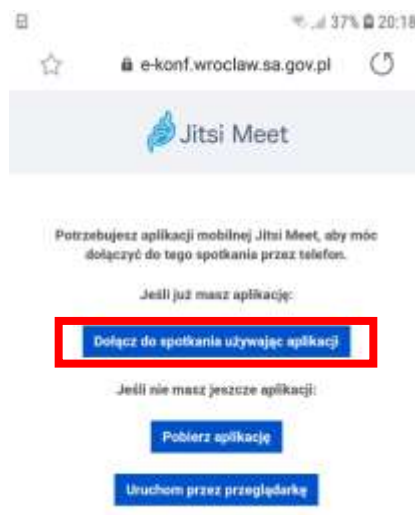 37% 20:18
e-konf.wroclaw.sa.gov.pl
Jitsi Meet
Potrzebujesz aplikacji mobilnej Jitsi Meet, aby móc
dołączyć do tego spotkania przez telefon.
Jeśli już masz aplikację:
Dołącz do spotkania używając aplikacji
Jeśli nie masz jeszcze aplikacji:
Pobierz aplikację
Uruchom przez przeglądarkę